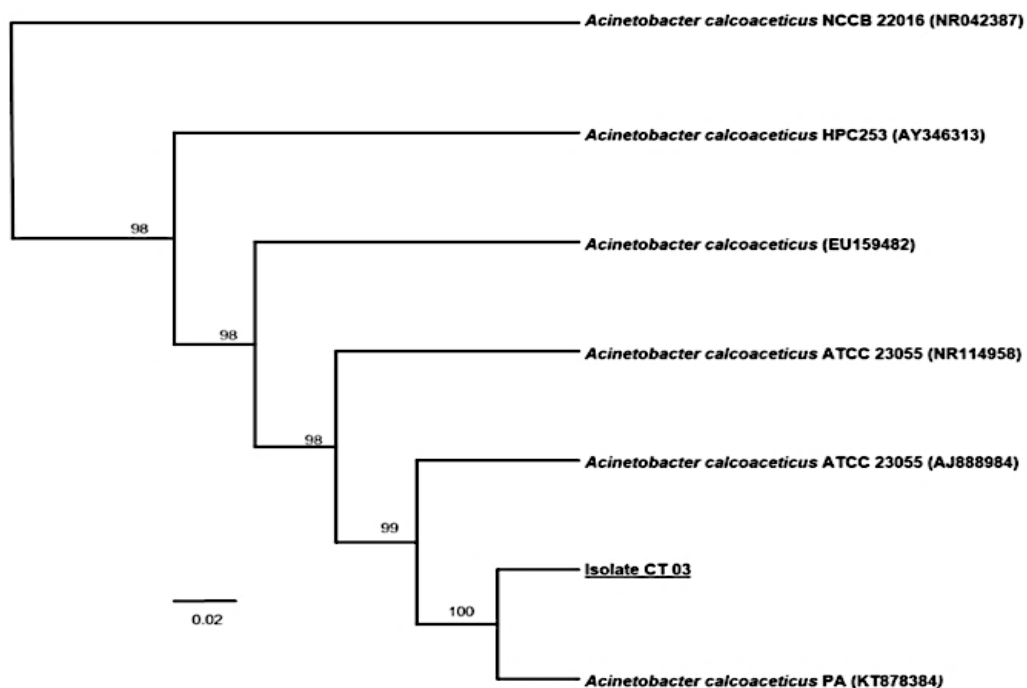 Acinetobacter calcoaceticus NCCB 22016 (NR042387)
Acinetobacter calcoaceticus HPC253 (AY346313)
98
Acinetobacter calcoaceticus (EU159482)
98
Acinetobacter calcoaceticus ATCC 23055 (NR114958)
98
Acinetobacter calcoaceticus ATCC 23055 (AJ888984)
99
Isolate CT 03
100
0.02
Acinetobacter calcoaceticus PA (KT878384)